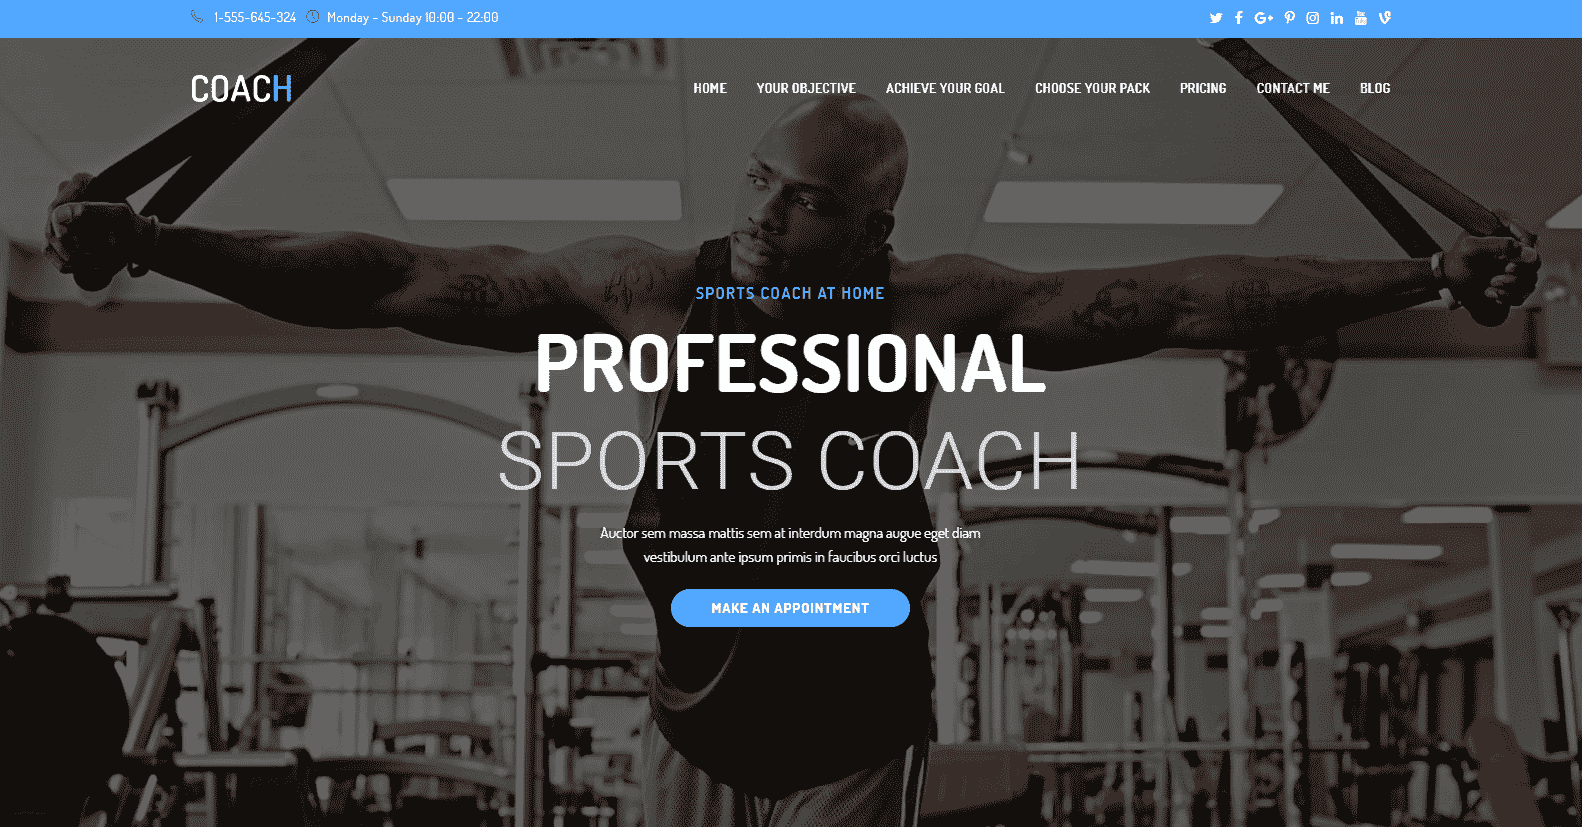 1-555-645-324 Monday - Sunday 10:00 - 22:00
COACH
HOME YOUR OBJECTIVE ACHIEVE YOUR GOAL CHOOSE YOUR PACK PRICING CONTACT ME BLOG
SPORTS COACH AT HOME
PROFESSIONAL
SPORTS COACH
Auctor sem massa mattis sem at interdum magna augue eget diam
vestibulum ante ipsum primis in faucibus orci luctus
MAKE AN APPOINTMENT